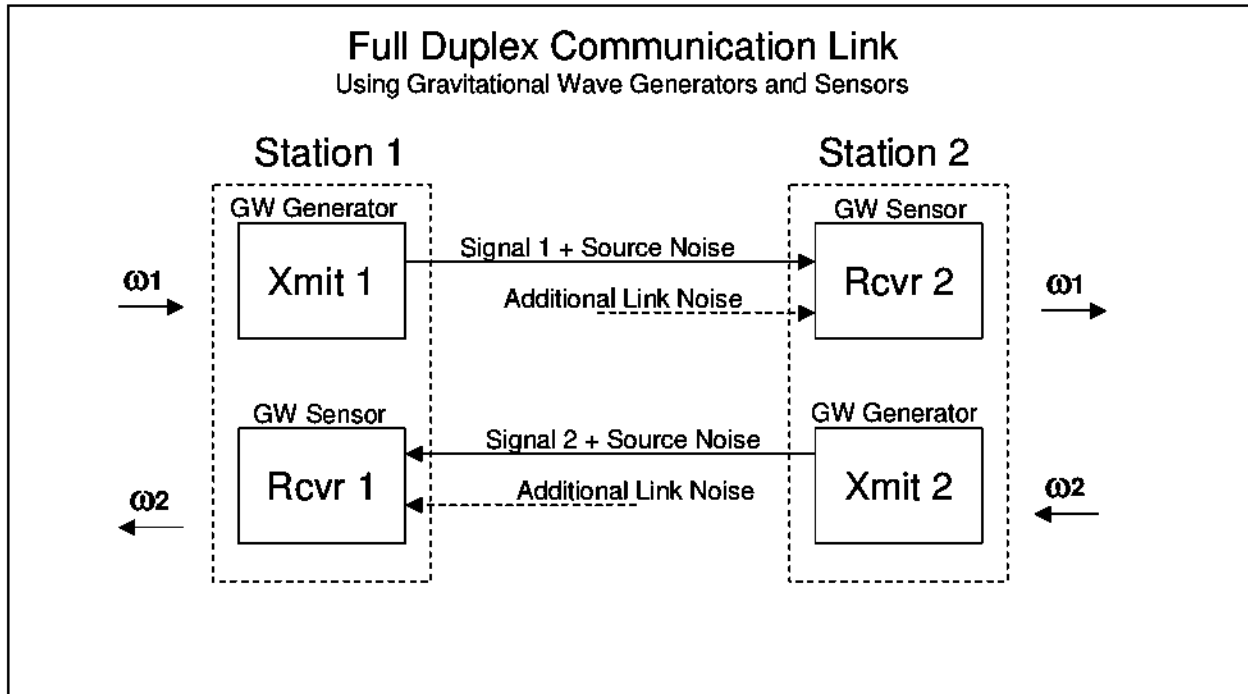 Full Duplex Communication Link
Using Gravitational Wave Generators and Sensors
Station 1
Station 2
GW Generator
GW Sensor
Xmit 1
Signal 1 + Source Noise
Rcvr 2
ω1
Additional Link Noise
ω1
GW Sensor
GW Generator
Rcvr 1
Signal 2 + Source Noise
Xmit 2
ω2
Additional Link Noise
ω2